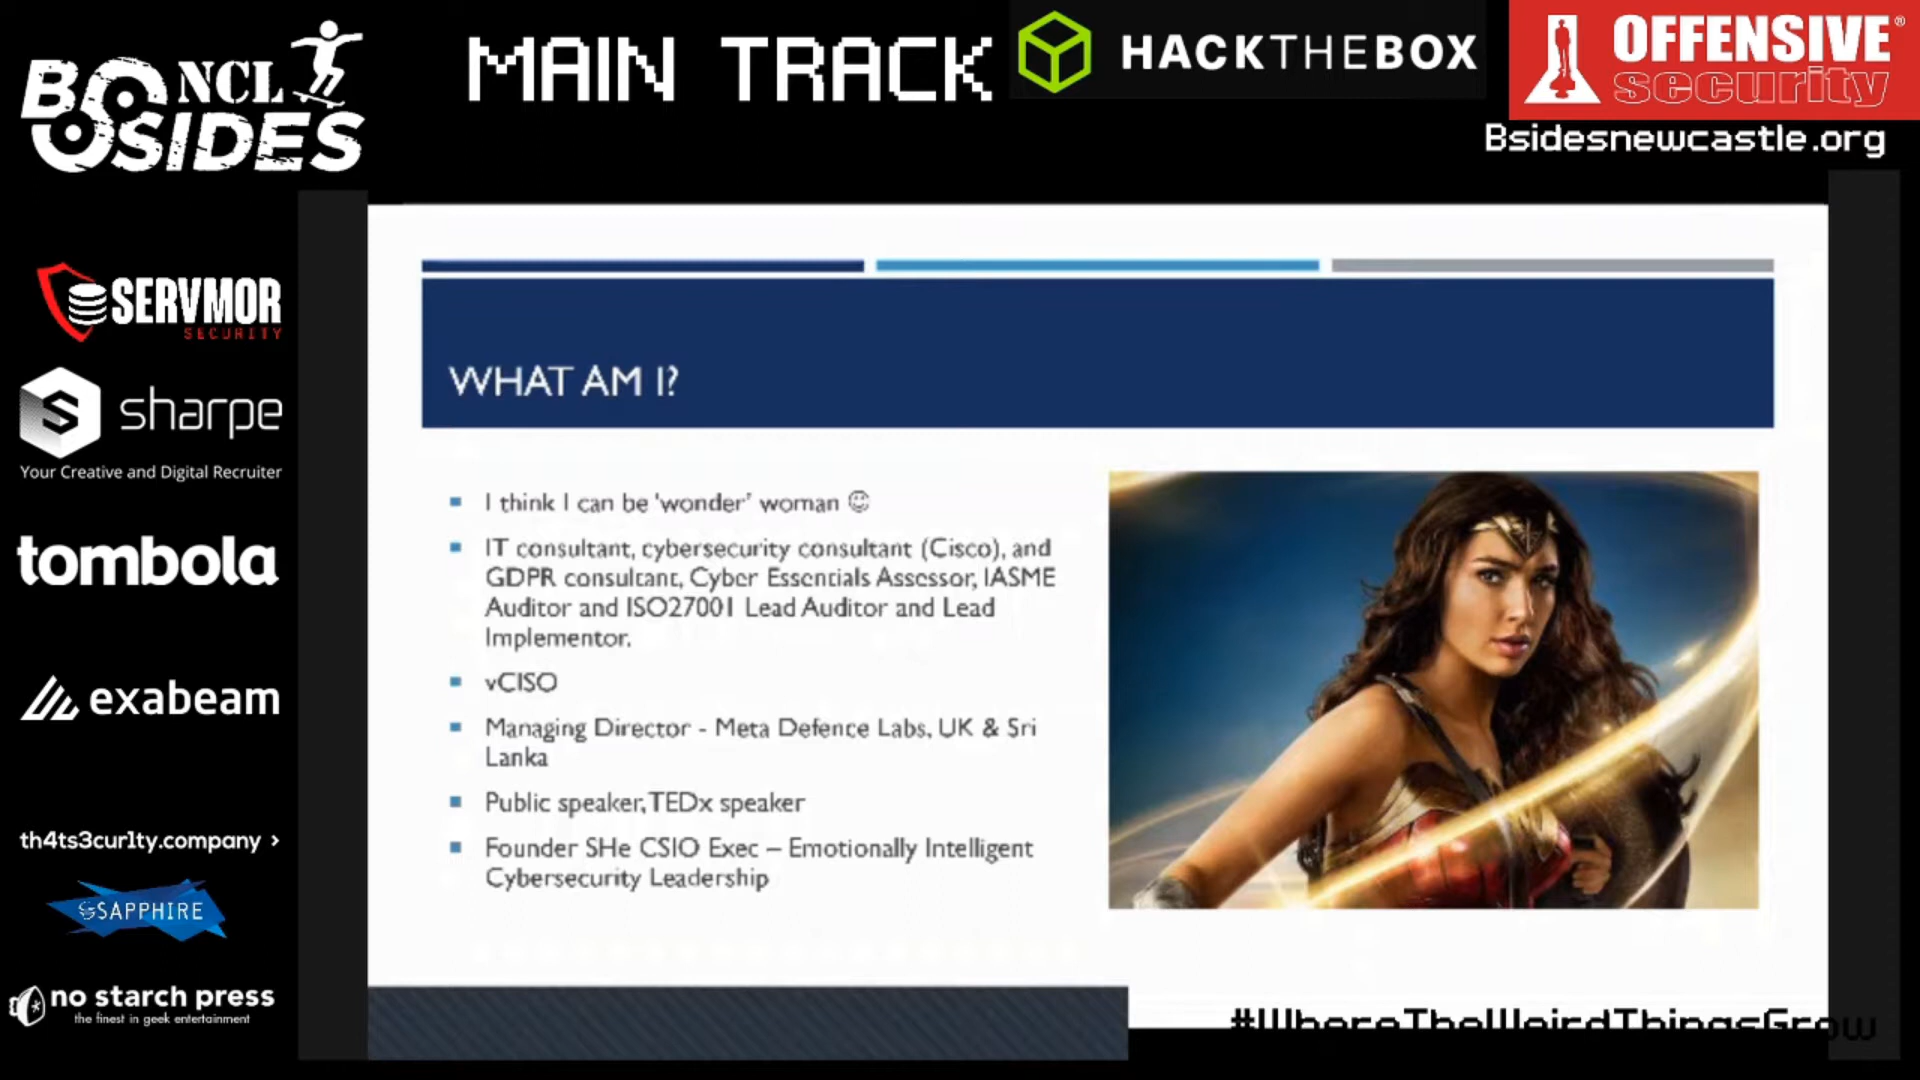 BSIDES NCL
MAIN TRACK
HACKTHEBOX
OFFENSIVE®
security
Bsidesnewcastle.org
SERVMOR
SECURITY
sharpe
Your Creative and Digital Recruiter
tombola
exabeam
th4ts3cur1ty.company >
SAPPHIRE
no starch press
the finest in geek entertainment
WHAT AM I?
I think I can be 'wonder' woman ☺
IT consultant, cybersecurity consultant (Cisco), and
GDPR consultant, Cyber Essentials Assessor, IASME
Auditor and ISO27001 Lead Auditor and Lead
Implementor.
vCISO
Managing Director - Meta Defence Labs, UK & Sri
Lanka
Public speaker, TEDx speaker
Founder SHe CSIO Exec – Emotionally Intelligent
Cybersecurity Leadership
#WhereTheWeirdThingsGrow